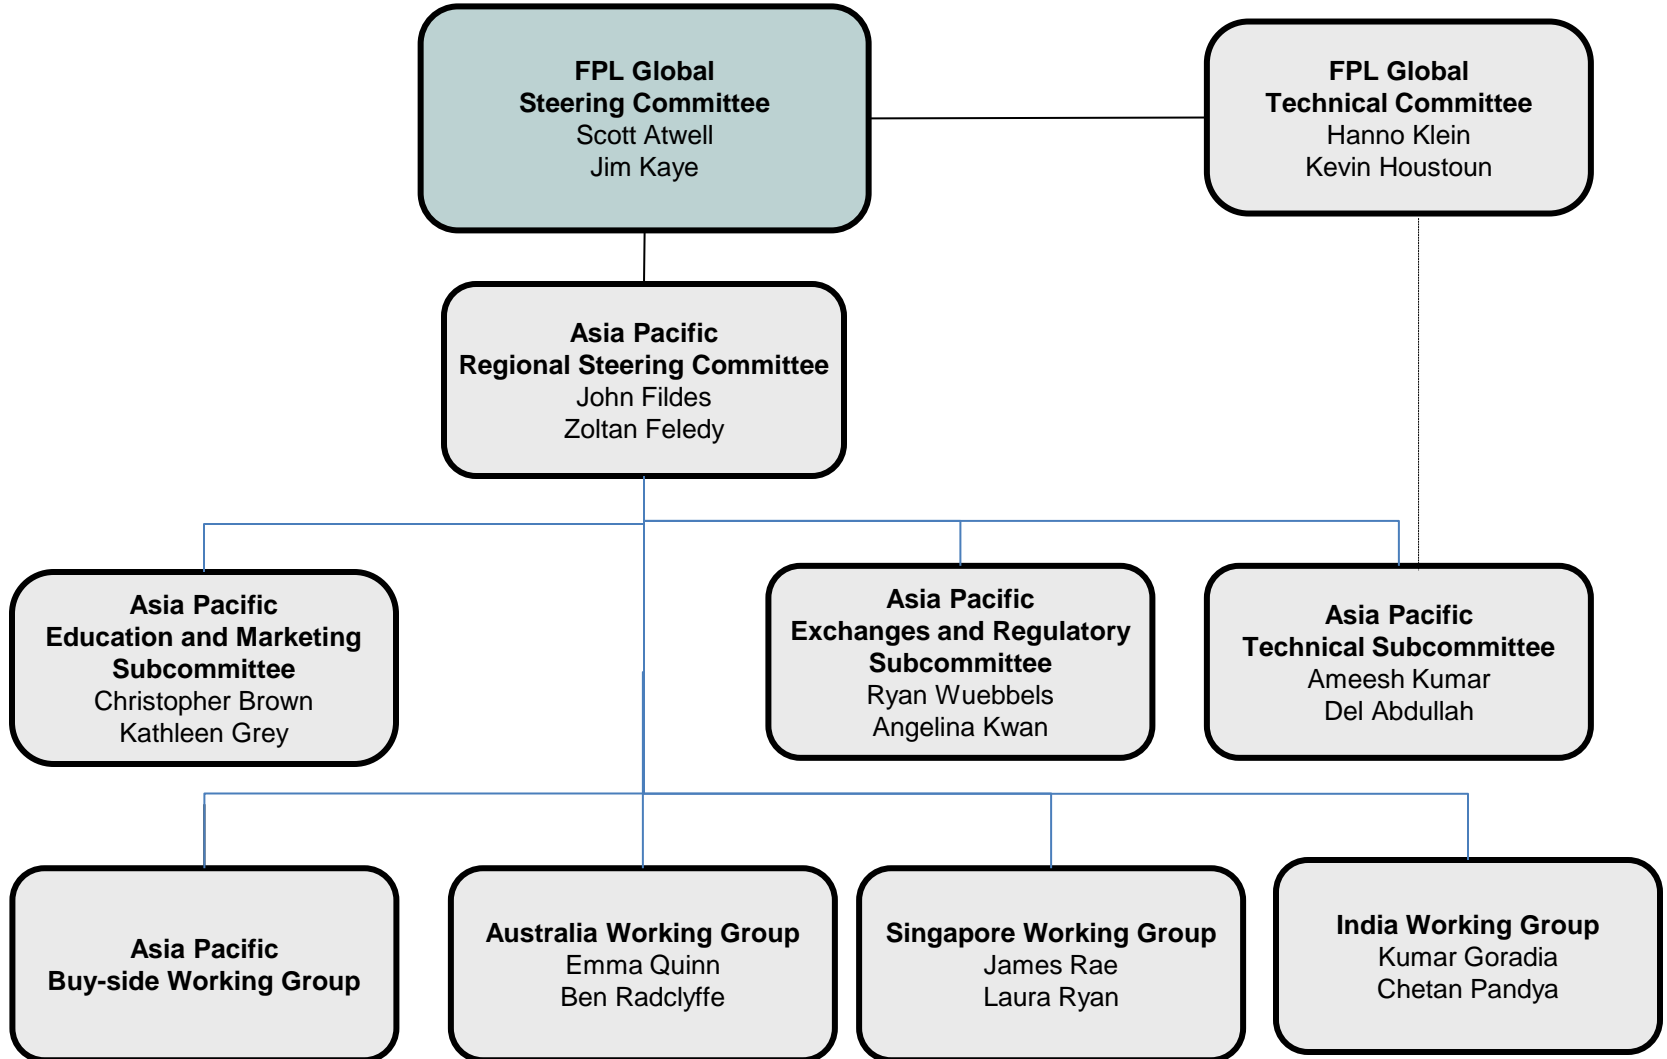 FPL Global
Steering Committee
Scott Atwell
Jim Kaye
FPL Global
Technical Committee
Hanno Klein
Kevin Houstoun
Asia Pacific
Regional Steering Committee
John Fildes
Zoltan Feledy
Asia Pacific
Education and Marketing
Subcommittee
Christopher Brown
Kathleen Grey
Asia Pacific
Exchanges and Regulatory
Subcommittee
Ryan Wuebbels
Angelina Kwan
Asia Pacific
Technical Subcommittee
Ameesh Kumar
Del Abdullah
Asia Pacific
Buy-side Working Group
Australia Working Group
Emma Quinn
Ben Radclyffe
Singapore Working Group
James Rae
Laura Ryan
India Working Group
Kumar Goradia
Chetan Pandya